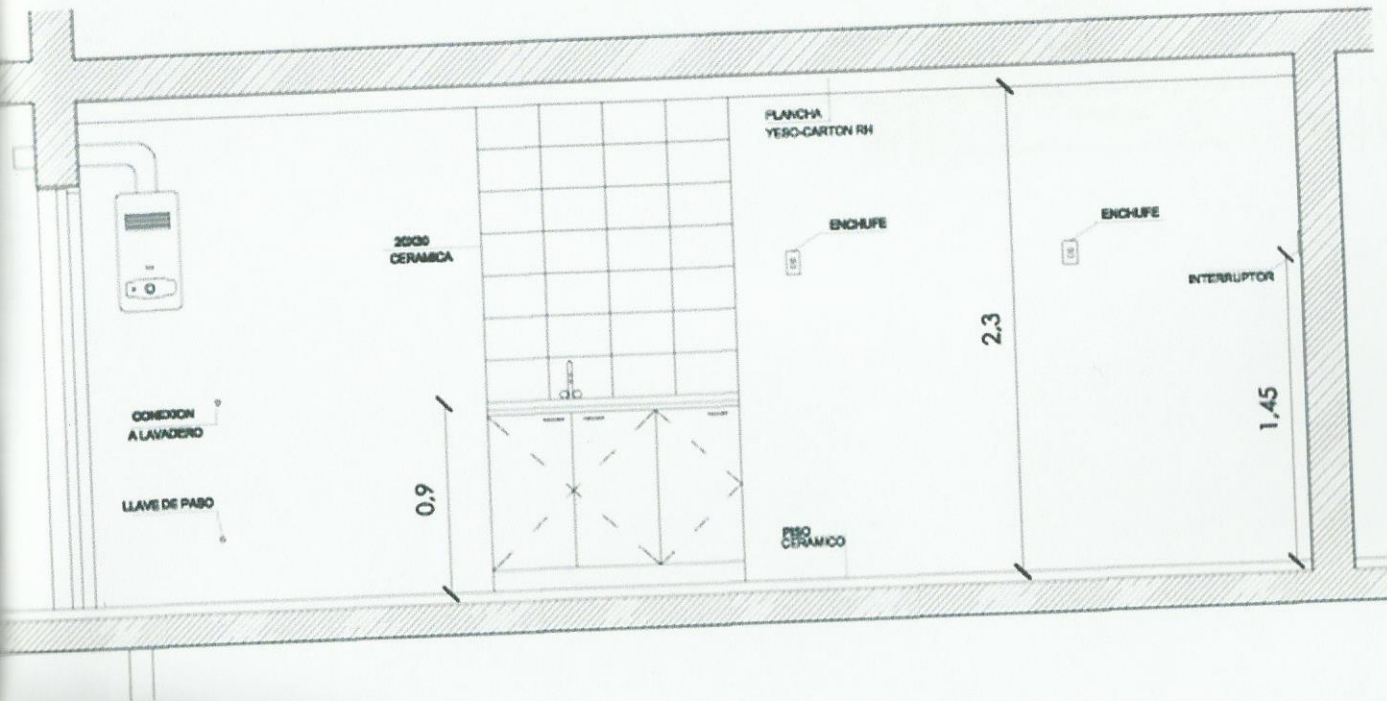 PLANCHA
YESO-CARTON RH
ENCHUFE
ENCHUFE
20X30
CERAMICA
INTERRUPTOR
2,3
CONEXION
A LAVADERO
1,45
0,9
LLAVE DE PASO
PISO
CERAMICO